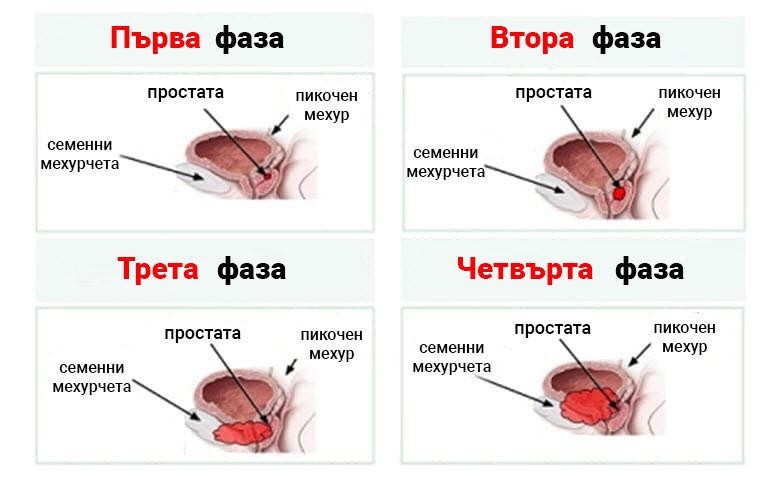 Първа фаза
простата
пикочен
мехур
семенни
мехурчета
Втора фаза
простата
пикочен
мехур
семенни
мехурчета
Трета фаза
простата
пикочен
мехур
семенни
мехурчета
Четвърта фаза
простата
пикочен
мехур
семенни
мехурчета